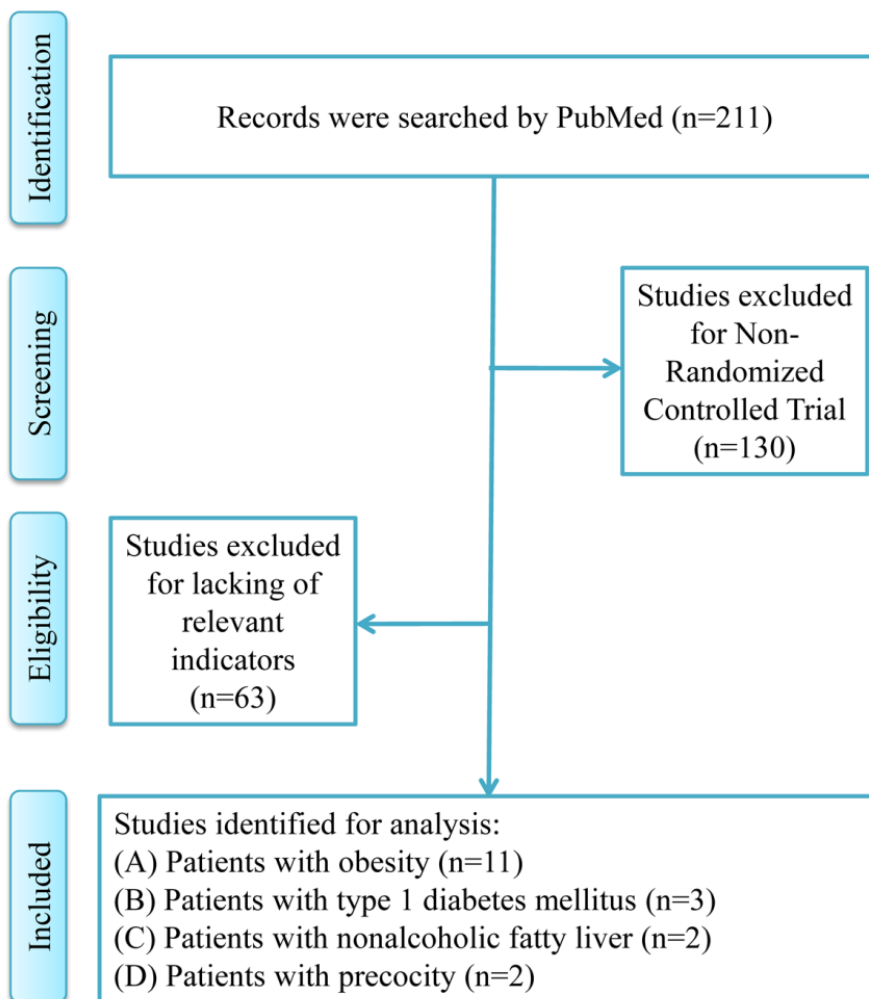 Identification
Records were searched by PubMed (n=211)
Screening
Studies excluded
for Non-
Randomized
Controlled Trial
(n=130)
Eligibility
Studies excluded
for lacking of
relevant
indicators
(n=63)
Included
Studies identified for analysis:
(A) Patients with obesity (n=11)
(B) Patients with type 1 diabetes mellitus (n=3)
(C) Patients with nonalcoholic fatty liver (n=2)
(D) Patients with precocity (n=2)